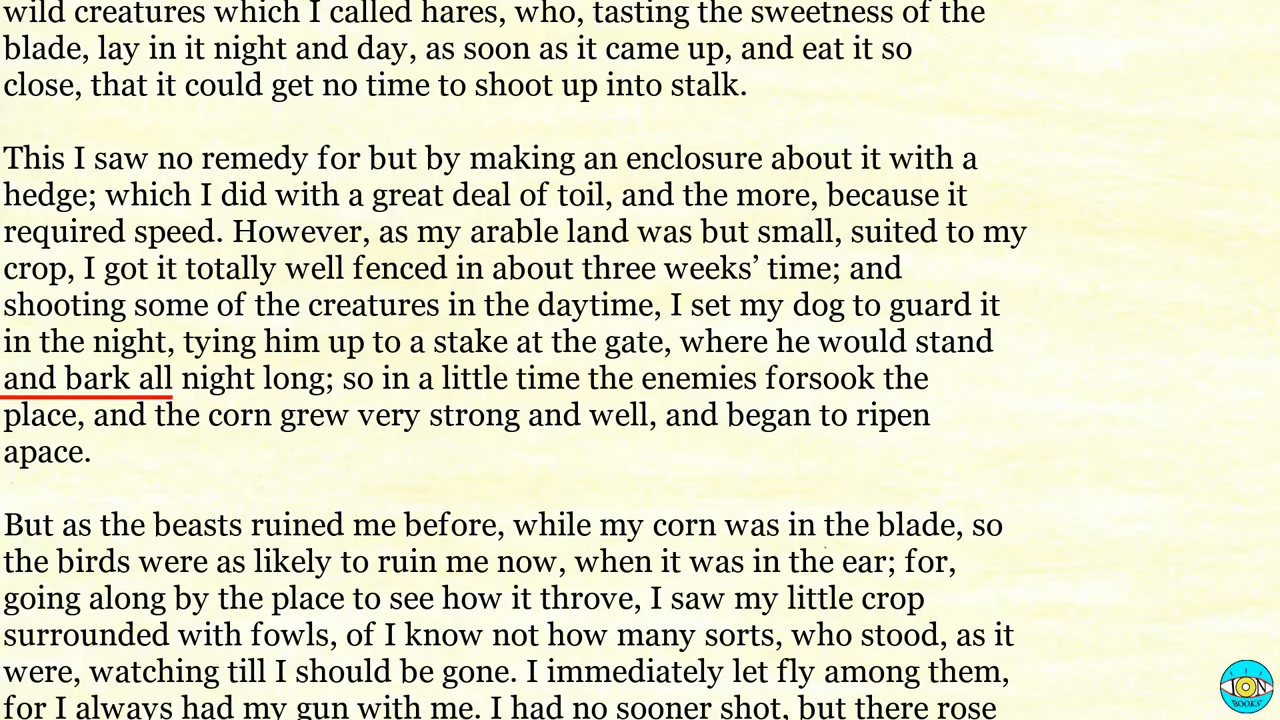 wild creatures which I called hares, who, tasting the sweetness of the
blade, lay in it night and day, as soon as it came up, and eat it so
close, that it could get no time to shoot up into stalk.
This I saw no remedy for but by making an enclosure about it with a
hedge; which I did with a great deal of toil, and the more, because it
required speed. However, as my arable land was but small, suited to my
crop, I got it totally well fenced in about three weeks’ time; and
shooting some of the creatures in the daytime, I set my dog to guard it
in the night, tying him up to a stake at the gate, where he would stand
and bark all night long; so in a little time the enemies forsook the
place, and the corn grew very strong and well, and began to ripen
apace.
But as the beasts ruined me before, while my corn was in the blade, so
the birds were as likely to ruin me now, when it was in the ear; for,
going along by the place to see how it throve, I saw my little crop
surrounded with fowls, of I know not how many sorts, who stood, as it
were, watching till I should be gone. I immediately let fly among them,
for I always had my gun with me. I had no sooner shot, but there rose
ION
BOOKS